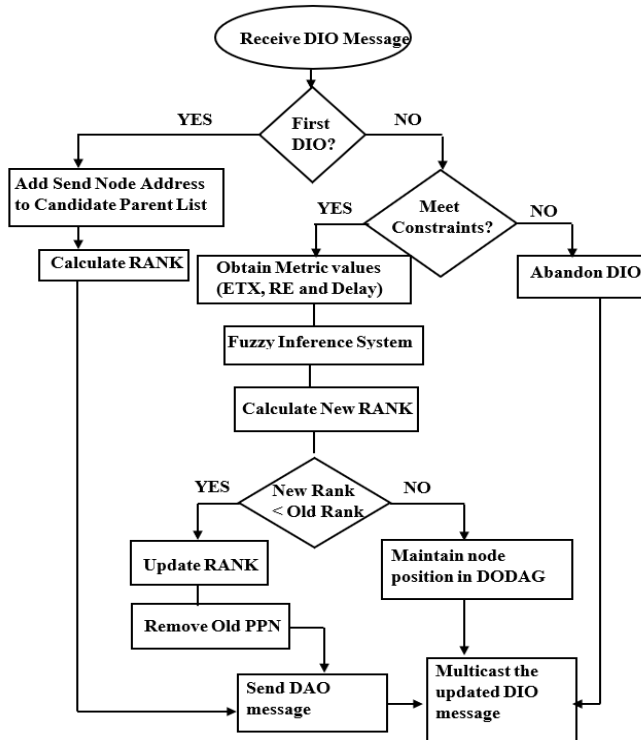 Receive DIO Message
YES
First
DIO?
NO
Add Send Node Address
to Candidate Parent List
YES
Meet
Constraints?
NO
Calculate RANK
Obtain Metric values
(ETX, RE and Delay)
Abandon DIO
Fuzzy Inference System
Calculate New RANK
YES
New Rank
< Old Rank
NO
Update RANK
Maintain node
position in DODAG
Remove Old PPN
Send DAO
message
Multicast the
updated DIO
message